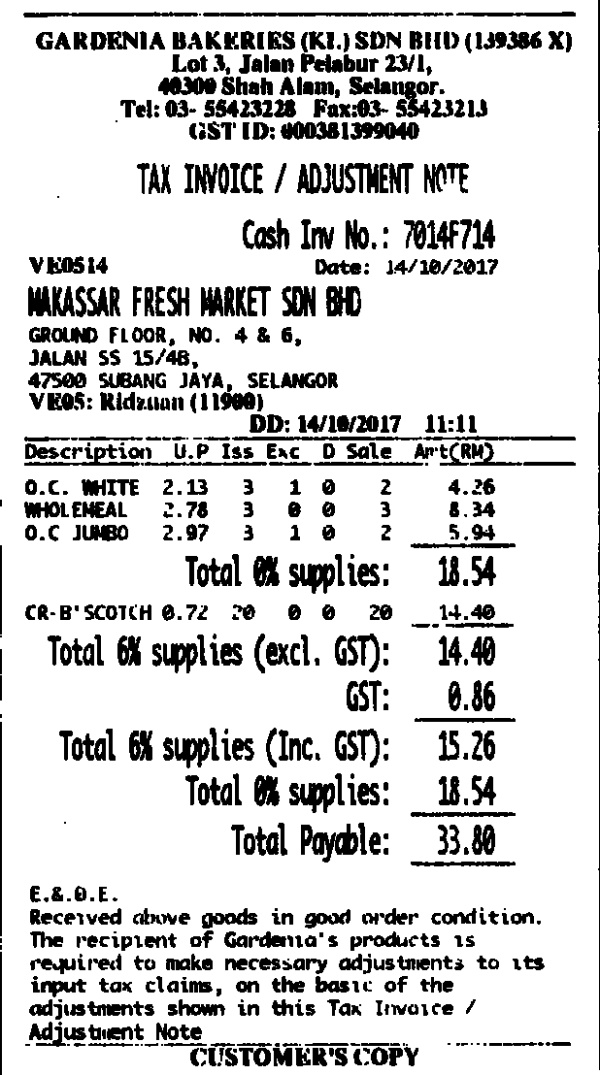 GARDENIA BAKERIES (KL) SDN BHD (139386 X)
Lot 3, Jalan Pelabur 23/1,
40300 Shah Alam, Selangor.
Tel: 03- 55423228 Fax:03- 55423213
GST ID: 000381399040
TAX INVOICE / ADJUSTMENT NOTE
Cash Inv No.: 7014F714
VE0514 Date: 14/10/2017
MAKASSAR FRESH MARKET SDN BHD
GROUND FLOOR, NO. 4 & 6,
JALAN SS 15/4B,
47500 SUBANG JAYA, SELANGOR
VE05: Ridzuan (11900)
DD: 14/10/2017 11:11
Description U.P Iss Exc D Sale Amt(RM)
O.C. WHITE 2.13 3 1 0 2 4.26
WHOLEMEAL 2.78 3 0 0 3 8.34
O.C JUMBO 2.97 3 1 0 2 5.94
Total 0% supplies: 18.54
CR-B'SCOTCH 0.72 20 0 0 20 14.40
Total 6% supplies (excl. GST): 14.40
GST: 0.86
Total 6% supplies (Inc. GST): 15.26
Total 0% supplies: 18.54
Total Payable: 33.80
E.&.O.E.
Received above goods in good order condition.
The recipient of Gardenia's products is
required to make necessary adjustments to its
input tax claims, on the basic of the
adjustments shown in this Tax Invoice /
Adjustment Note
CUSTOMER'S COPY